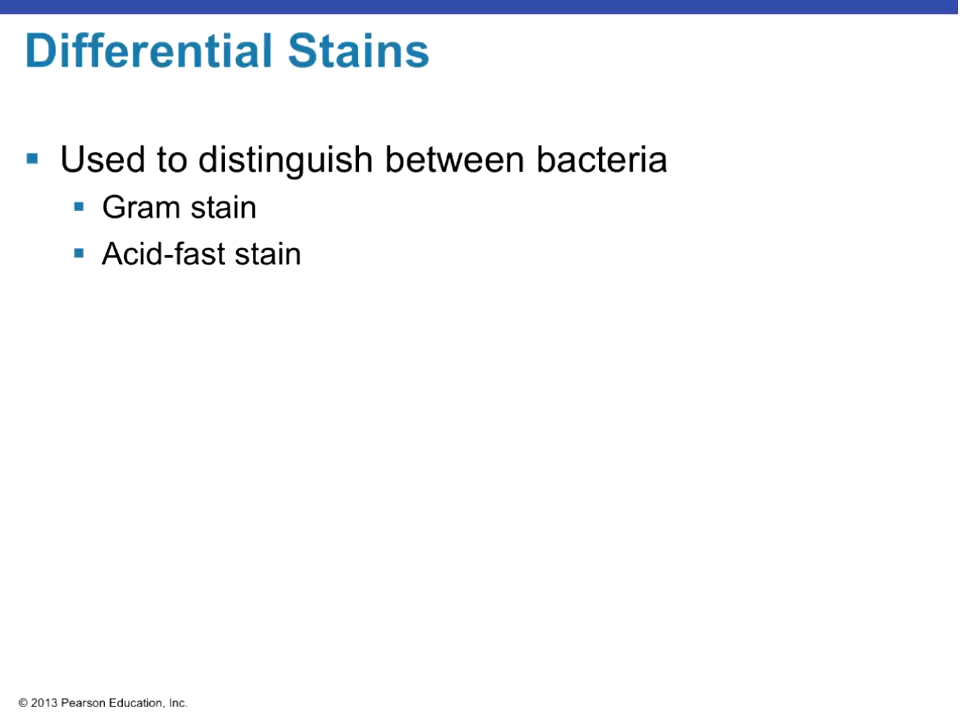 Differential Stains
Used to distinguish between bacteria
Gram stain
Acid-fast stain
© 2013 Pearson Education, Inc.